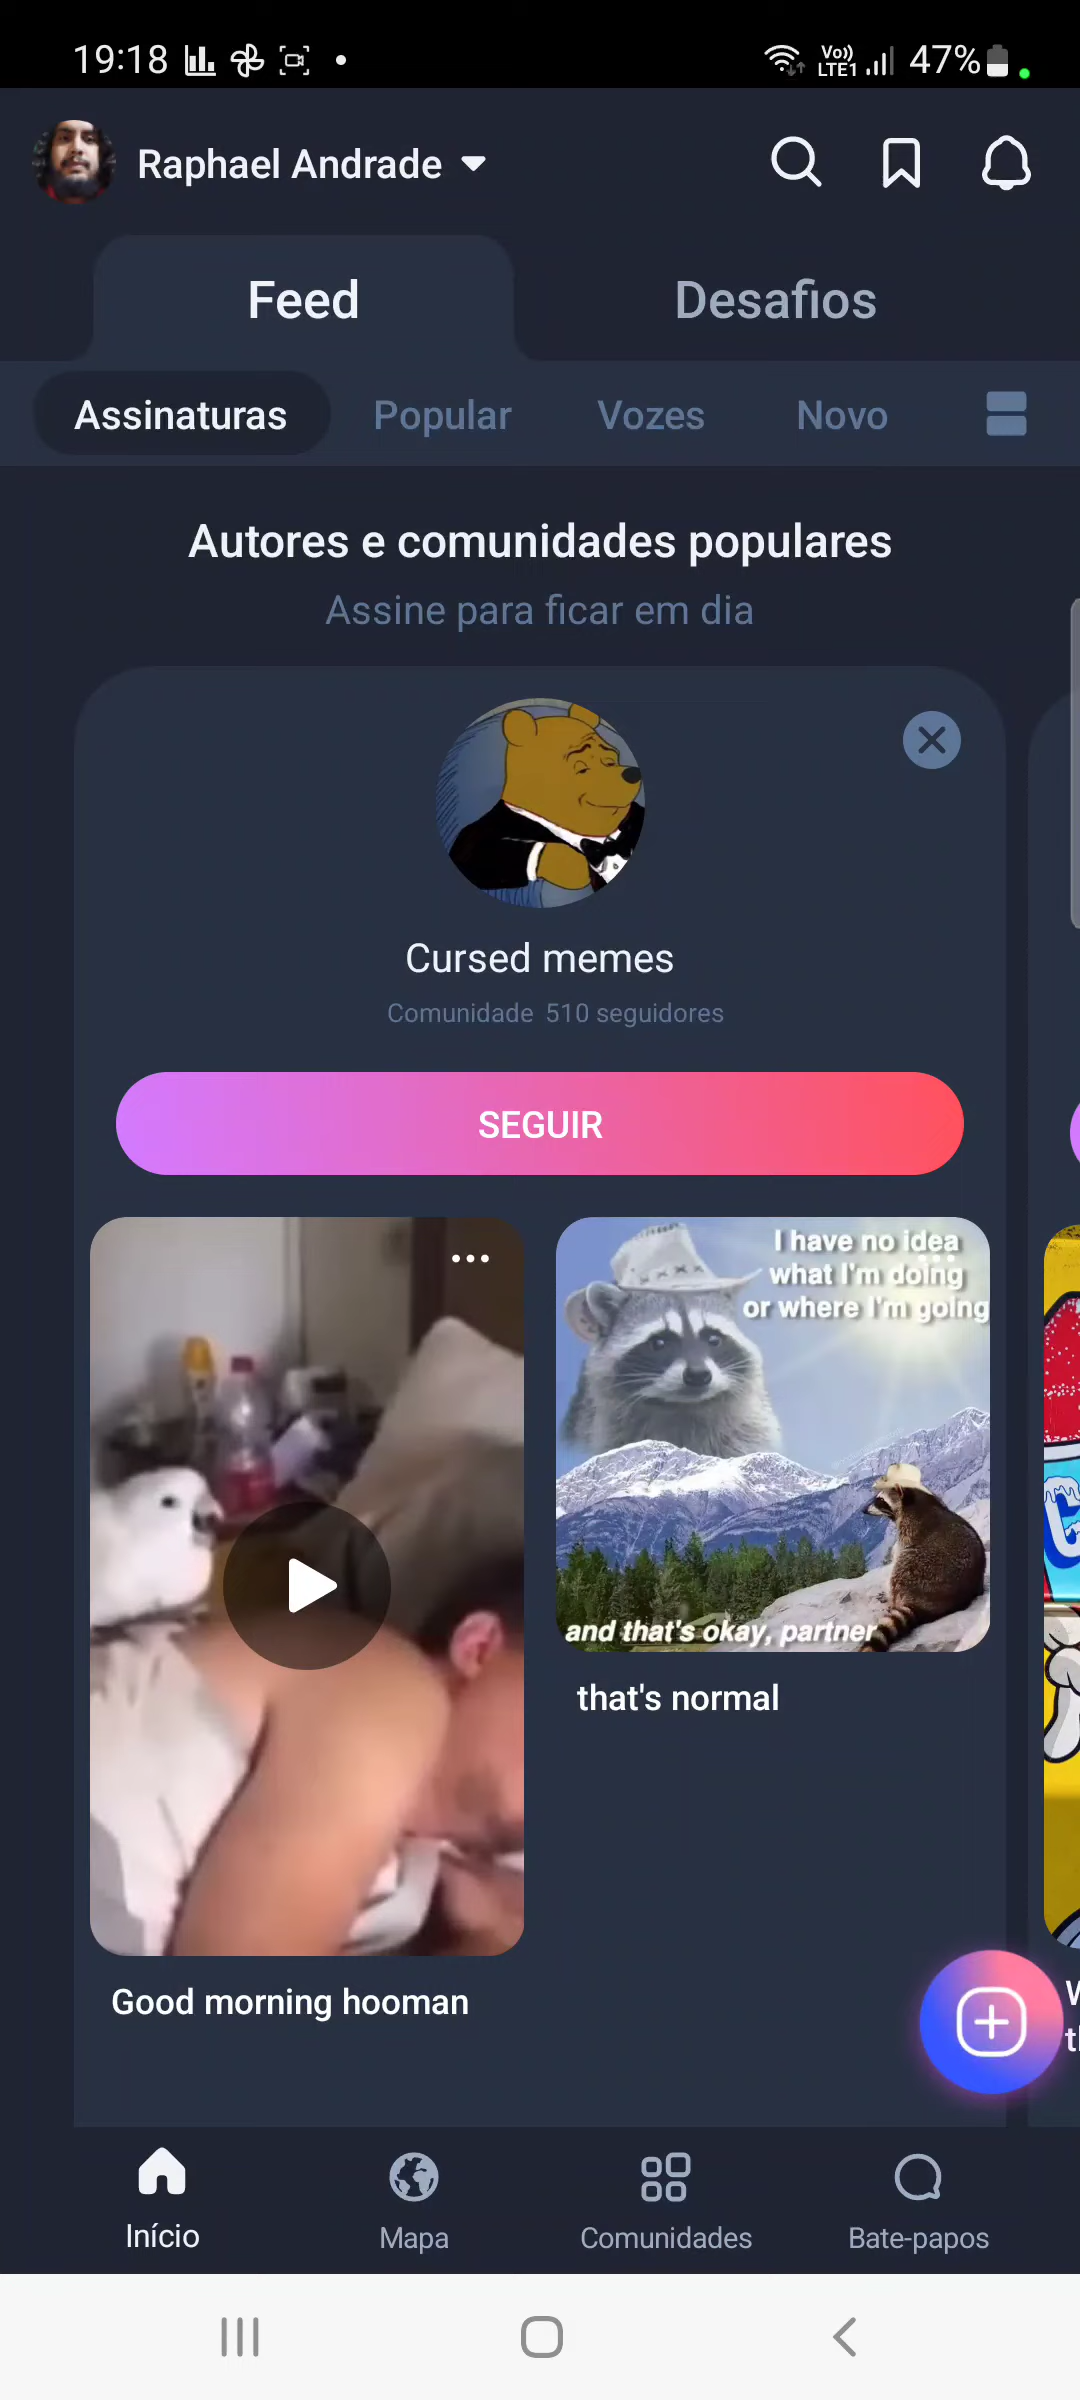 19:18
Vo))
LTE1
47%
Raphael Andrade
Feed
Desafios
Assinaturas
Popular
Vozes
Novo
Autores e comunidades populares
Assine para ficar em dia
Cursed memes
Comunidade 510 seguidores
SEGUIR
I have no idea
what I'm doing
or where I'm going
and that's okay, partner
that's normal
Good morning hooman
Início
Mapa
Comunidades
Bate-papos